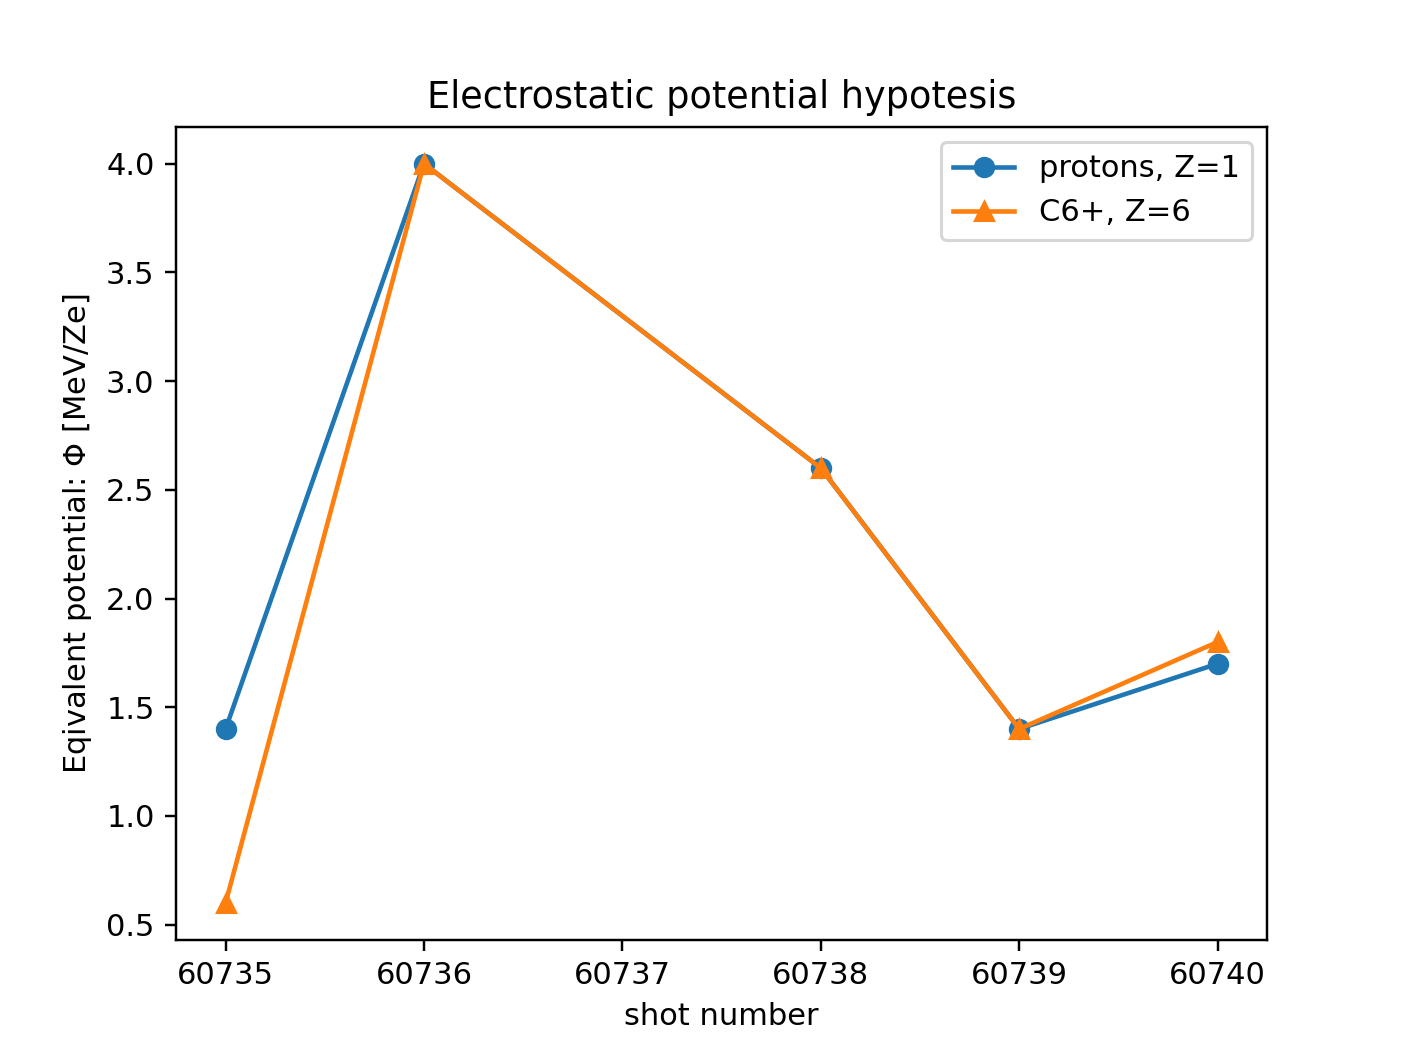 Electrostatic potential hypotesis
protons, Z=1
C6+, Z=6
Eqivalent potential: Φ [MeV/Ze]
4.0
3.5
3.0
2.5
2.0
1.5
1.0
0.5
60735 60736 60737 60738 60739 60740
shot number